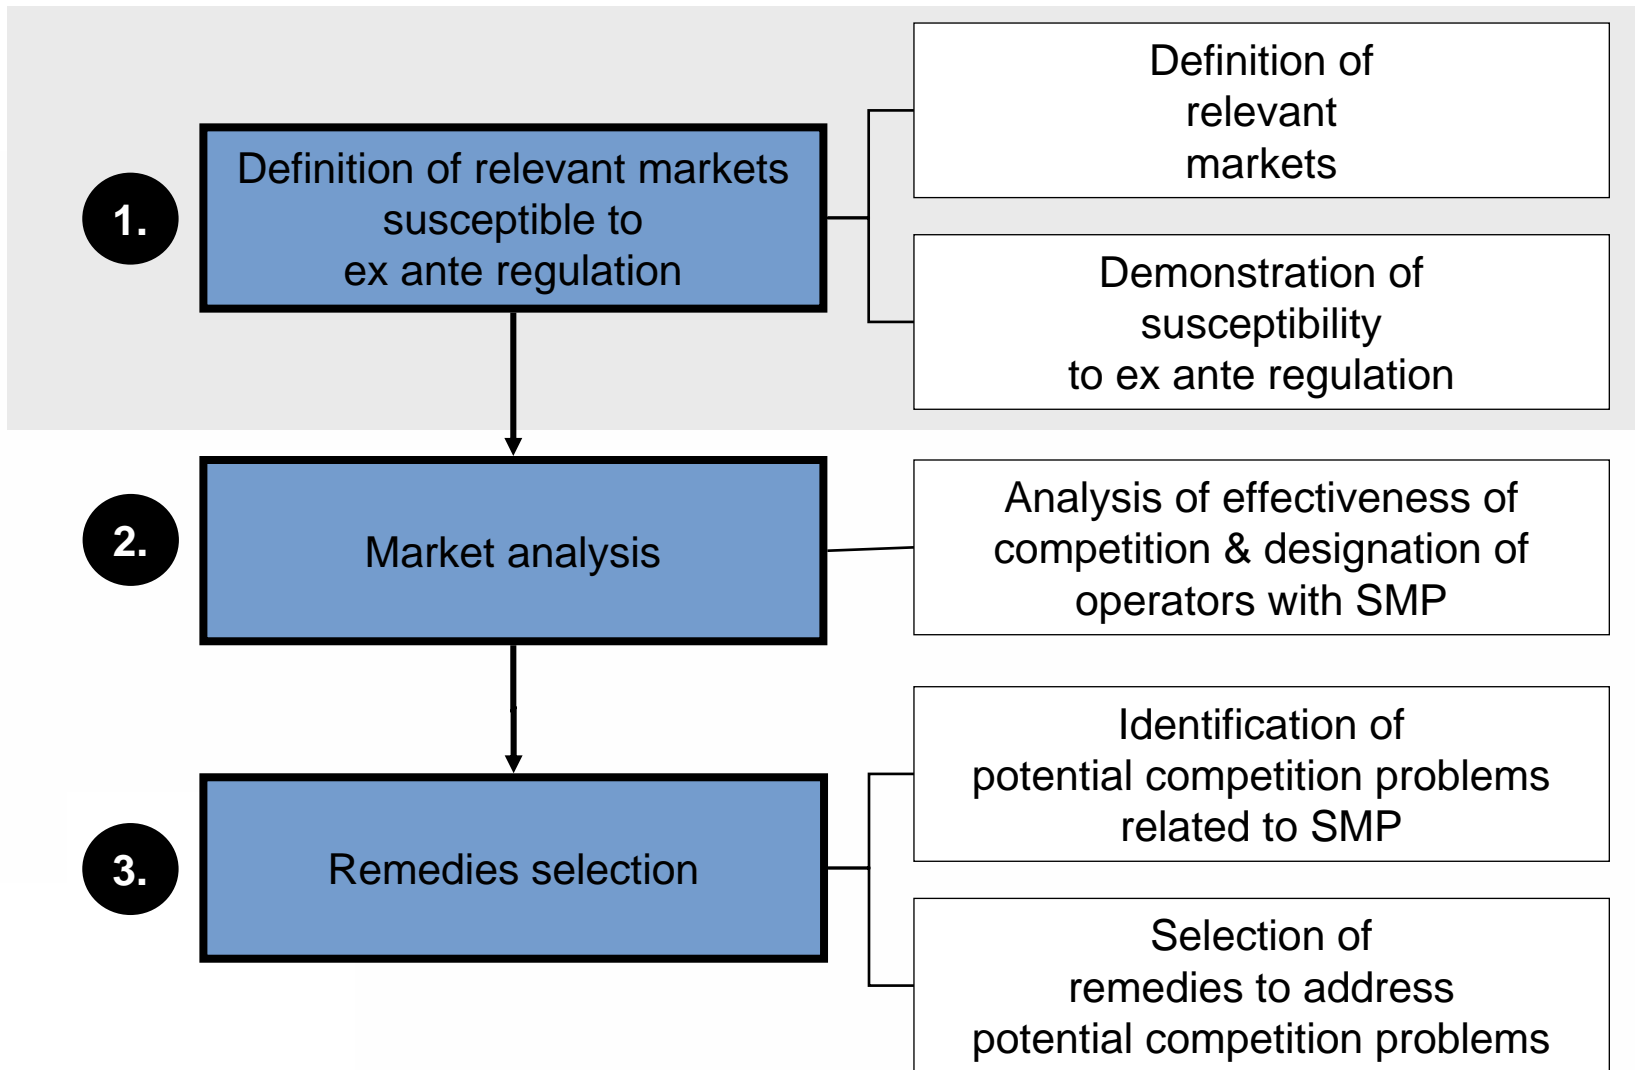 1.
Definition of relevant markets
susceptible to
ex ante regulation
Definition of
relevant
markets
Demonstration of
susceptibility
to ex ante regulation
2.
Market analysis
Analysis of effectiveness of
competition & designation of
operators with SMP
3.
Remedies selection
Identification of
potential competition problems
related to SMP
Selection of
remedies to address
potential competition problems